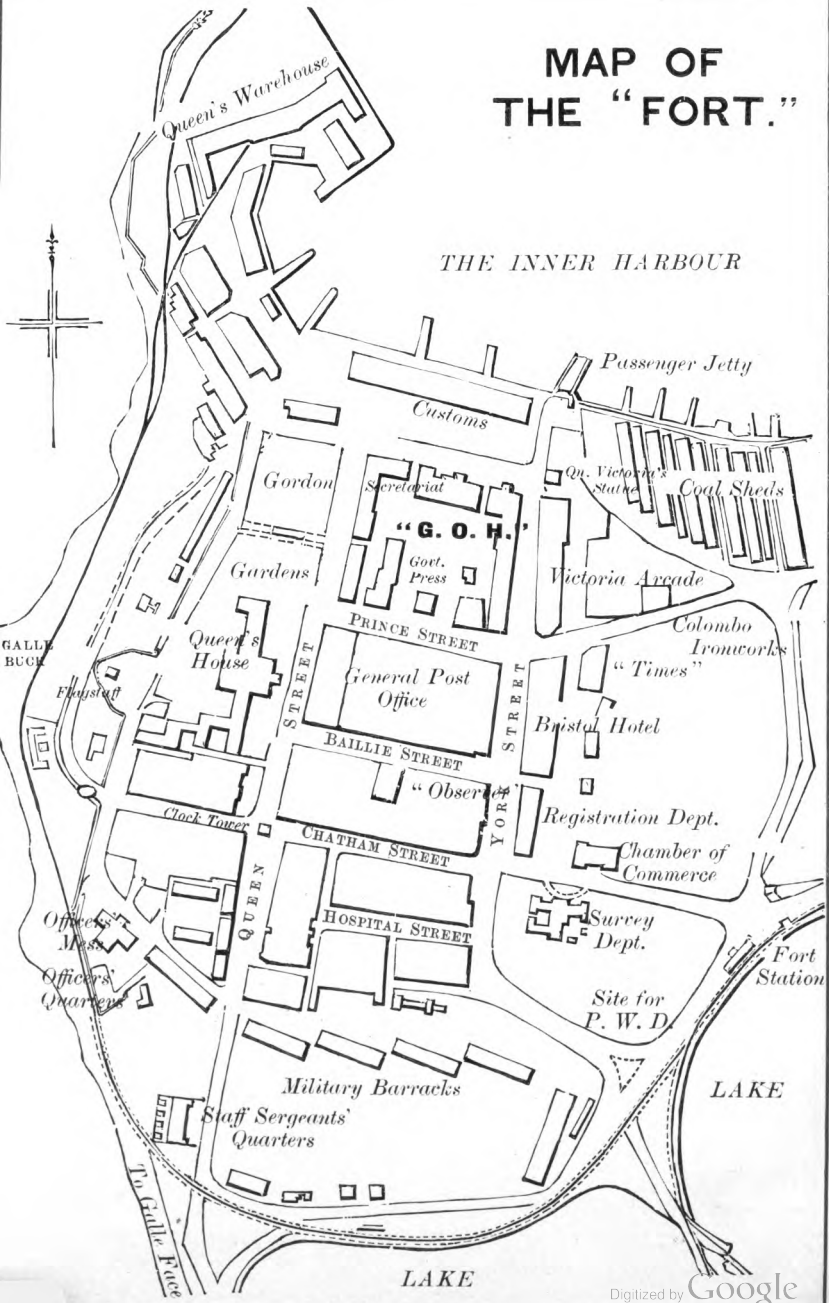 MAP OF
THE "FORT."
Queen's Warehouse
THE INNER HARBOUR
Passenger Jetty
Customs
Gordon
Secretariat
Qn. Victoria's
Statue
Coal Sheds
"G. O. H."
Gardens
Govt.
Press
Victoria Arcade
PRINCE STREET
Colombo
Ironworks
GALLE
BUCK
Queen's
House
STREET
General Post
Office
STREET
"Times"
Flagstaff
Bristol Hotel
BAILLIE STREET
"Observer"
YORK
Clock Tower
CHATHAM STREET
Registration Dept.
Chamber of
Commerce
QUEEN
HOSPITAL STREET
Officers'
Mess
Survey
Dept.
Officers'
Quarters
Fort
Station
Site for
P. W. D.
Military Barracks
LAKE
Staff Sergeants'
Quarters
To Galle Face
LAKE
Digitized by Google